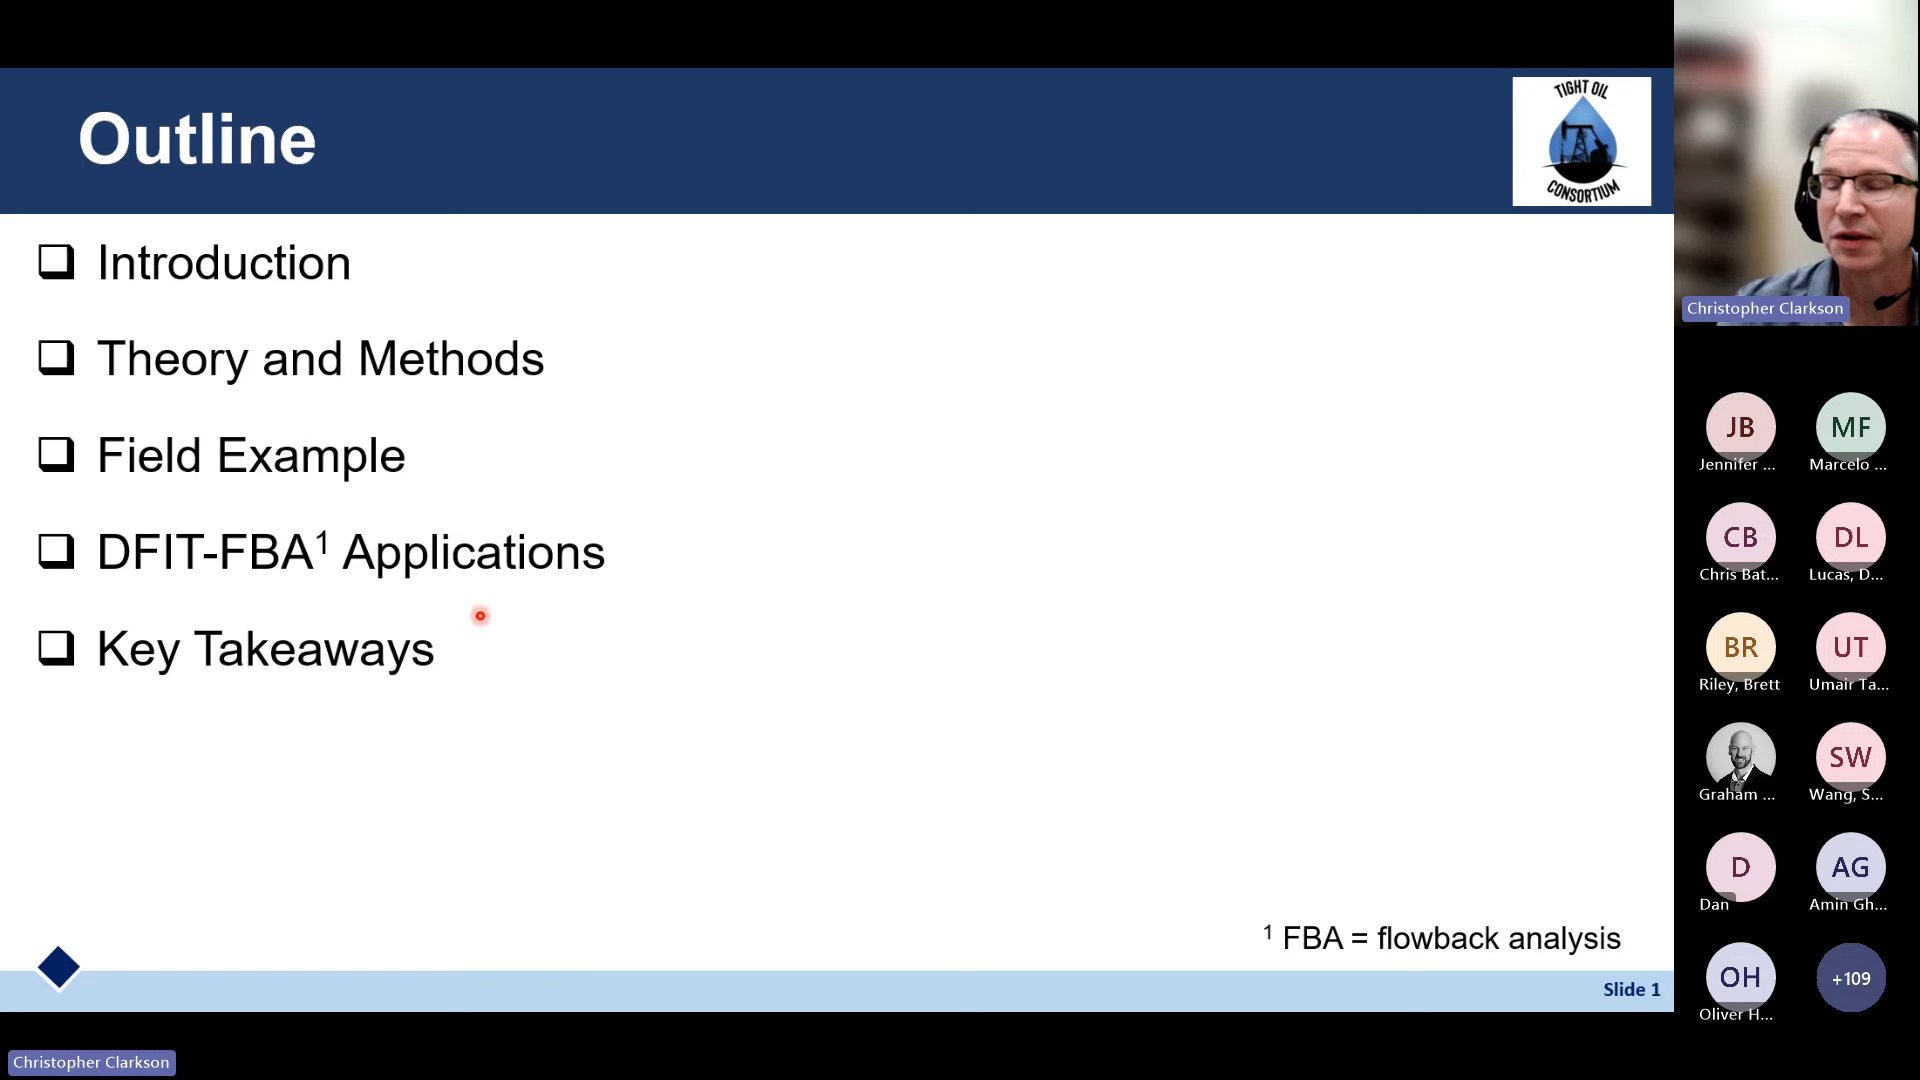 Outline
TIGHT OIL
CONSORTIUM
Introduction
Theory and Methods
Field Example
DFIT-FBA¹ Applications
Key Takeaways
¹ FBA = flowback analysis
Slide 1
Christopher Clarkson
JB
Jennifer ...
MF
Marcelo ...
CB
Chris Bat...
DL
Lucas, D...
BR
Riley, Brett
UT
Umair Ta...
Graham ...
SW
Wang, S...
D
Dan
AG
Amin Gh...
OH
Oliver H...
+109
Christopher Clarkson